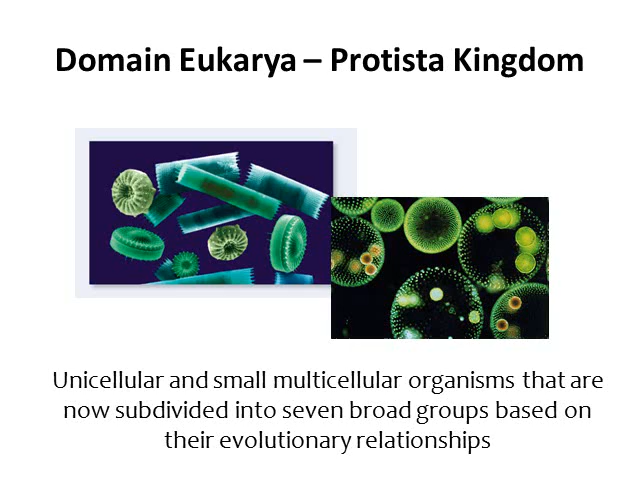 Domain Eukarya – Protista Kingdom
Unicellular and small multicellular organisms that are
now subdivided into seven broad groups based on
their evolutionary relationships